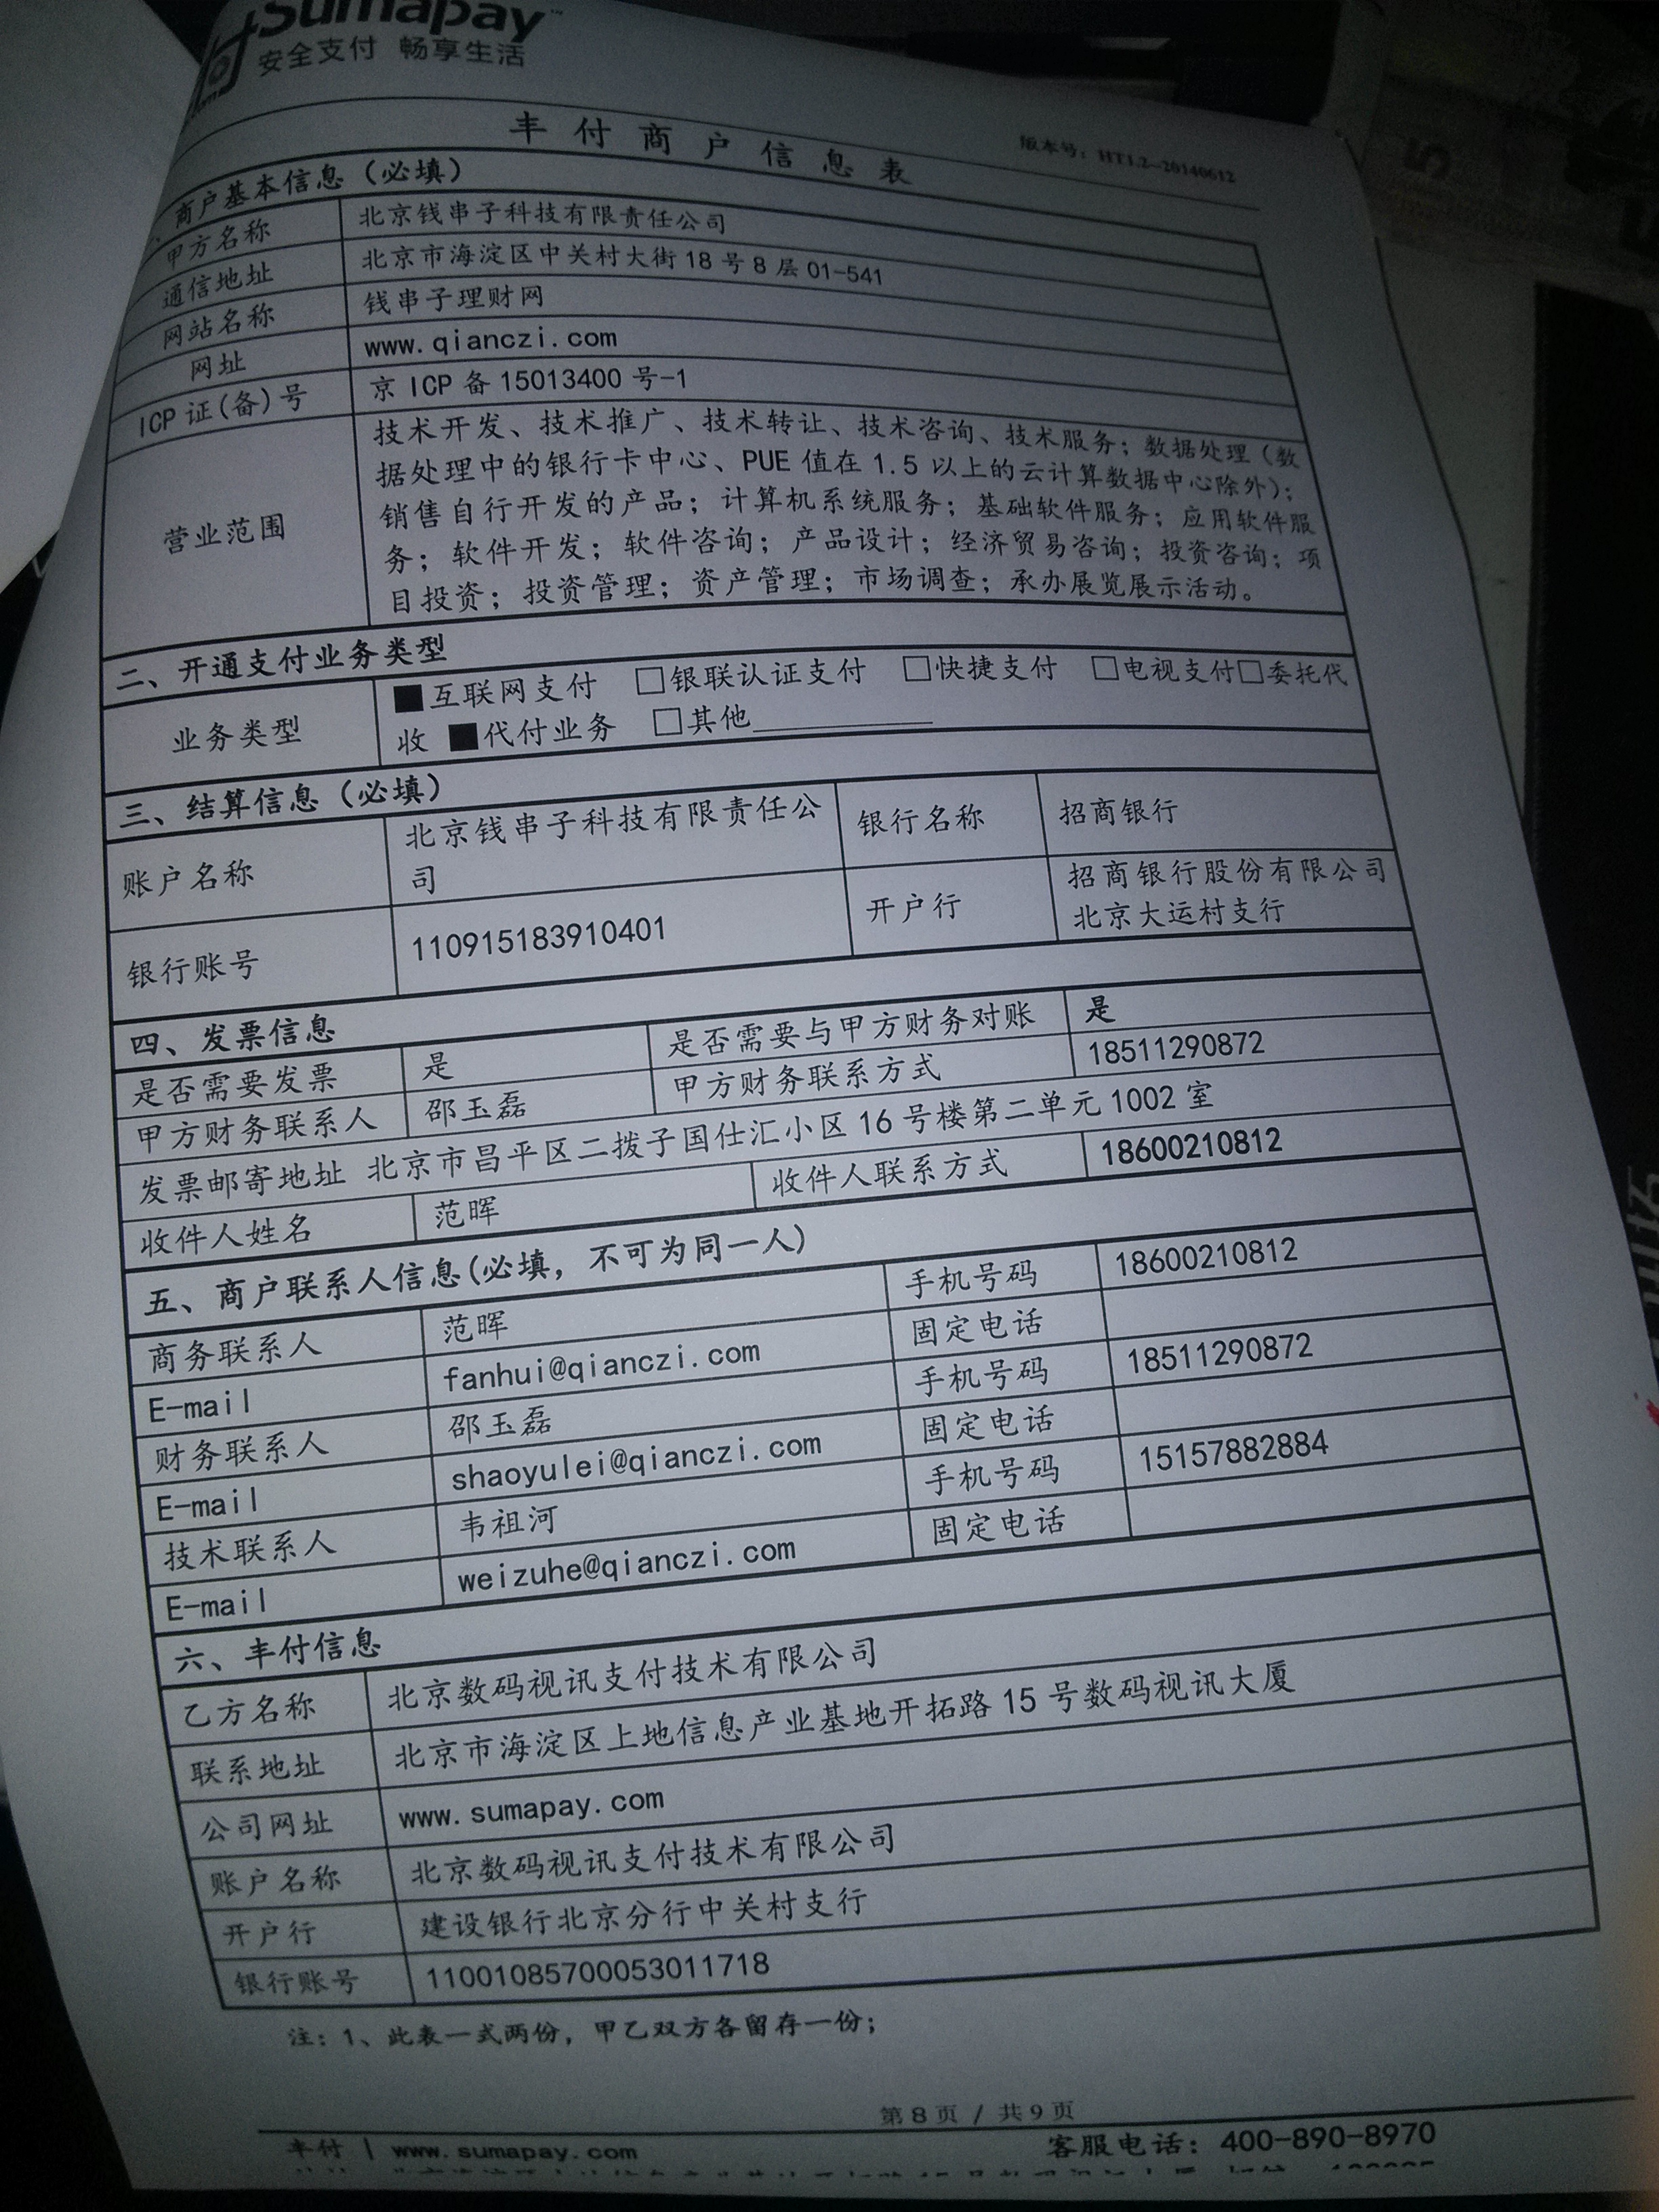 Sumapay™
安全支付 畅享生活
丰付商户信息表
版本号：HT1.2-20140612
商户基本信息（必填）
甲方名称 北京钱串子科技有限责任公司
通信地址 北京市海淀区中关村大街18号8层01-541
网站名称 钱串子理财网
网址 www.qianczi.com
ICP证(备)号 京ICP备15013400号-1
营业范围
技术开发、技术推广、技术转让、技术咨询、技术服务；数据处理（数
据处理中的银行卡中心、PUE值在1.5以上的云计算数据中心除外）；
销售自行开发的产品；计算机系统服务；基础软件服务；应用软件服
务；软件开发；软件咨询；产品设计；经济贸易咨询；投资咨询；项
目投资；投资管理；资产管理；市场调查；承办展览展示活动。
二、开通支付业务类型
业务类型
■互联网支付 □银联认证支付 □快捷支付 □电视支付□委托代
收 ■代付业务 □其他
三、结算信息（必填）
账户名称 北京钱串子科技有限责任公
司
银行名称 招商银行
银行账号 110915183910401
开户行 招商银行股份有限公司
北京大运村支行
四、发票信息
是否需要发票 是 是否需要与甲方财务对账 是
甲方财务联系人 邵玉磊 甲方财务联系方式 18511290872
发票邮寄地址 北京市昌平区二拨子国仕汇小区16号楼第二单元1002室
收件人姓名 范晖 收件人联系方式 18600210812
五、商户联系人信息(必填，不可为同一人)
商务联系人 范晖 手机号码 18600210812
E-mail fanhui@qianczi.com 固定电话
财务联系人 邵玉磊 手机号码 18511290872
E-mail shaoyulei@qianczi.com 固定电话
技术联系人 韦祖河 手机号码 15157882884
E-mail weizuhe@qianczi.com 固定电话
六、丰付信息
乙方名称 北京数码视讯支付技术有限公司
联系地址 北京市海淀区上地信息产业基地开拓路15号数码视讯大厦
公司网址 www.sumapay.com
账户名称 北京数码视讯支付技术有限公司
开户行 建设银行北京分行中关村支行
银行账号 11001085700053011718
注：1、此表一式两份，甲乙双方各留存一份；
第8页 / 共9页
丰付 | www.sumapay.com 客服电话：400-890-8970